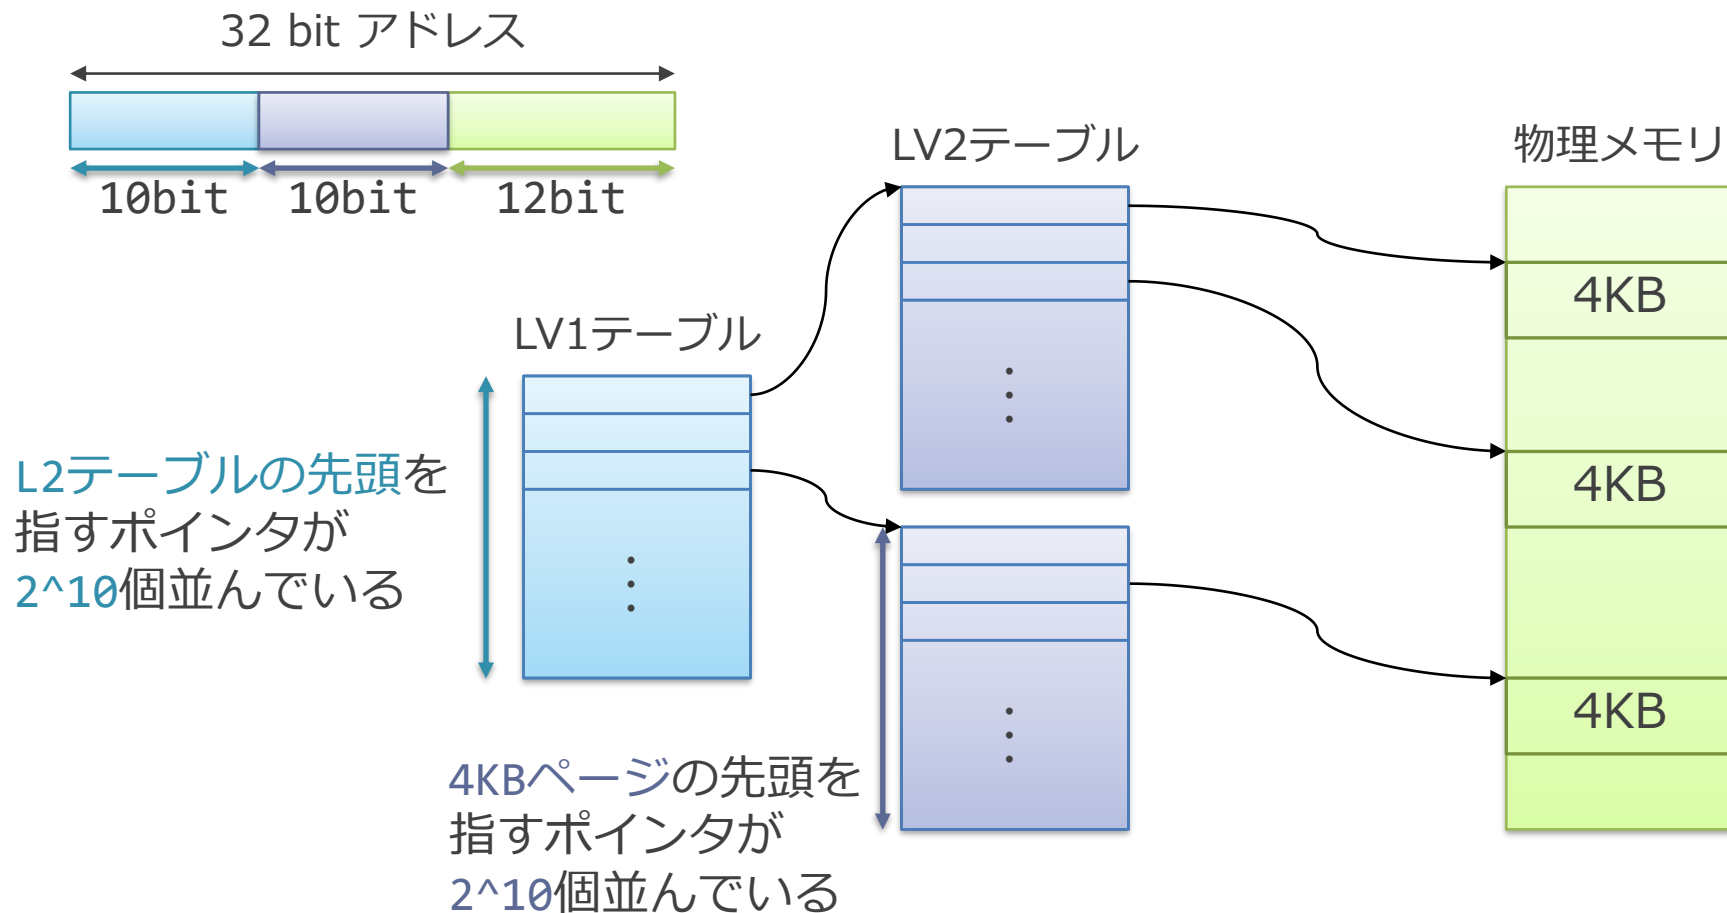 32 bit アドレス
10bit
10bit
12bit
LV2テーブル
物理メモリ
4KB
LV1テーブル
L2テーブルの先頭を
指すポインタが
2^10個並んでいる
4KB
4KB
4KBページの先頭を
指すポインタが
2^10個並んでいる